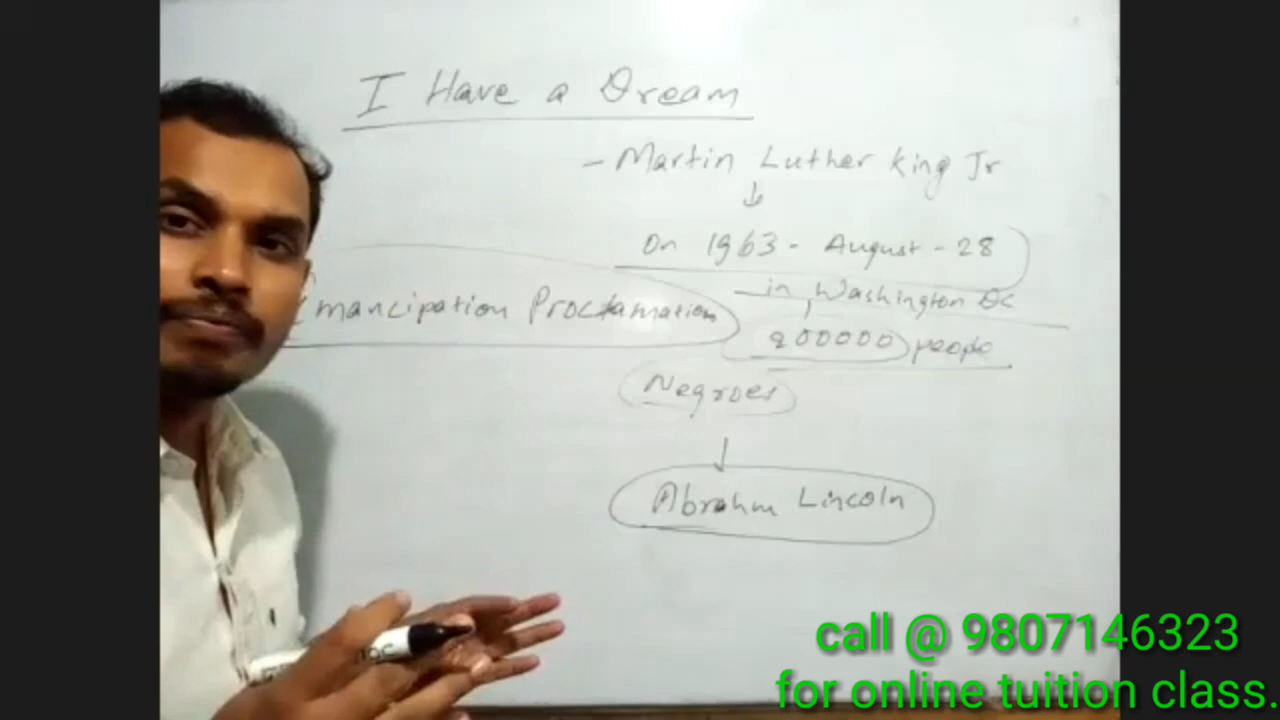 I Have a Dream
- Martin Luther King Jr
On 1963 - August - 28
in Washington Dc
Emancipation Proclamation
200000 people
Negroes
Abrahm Lincoln
call @ 9807146323
for online tuition class.